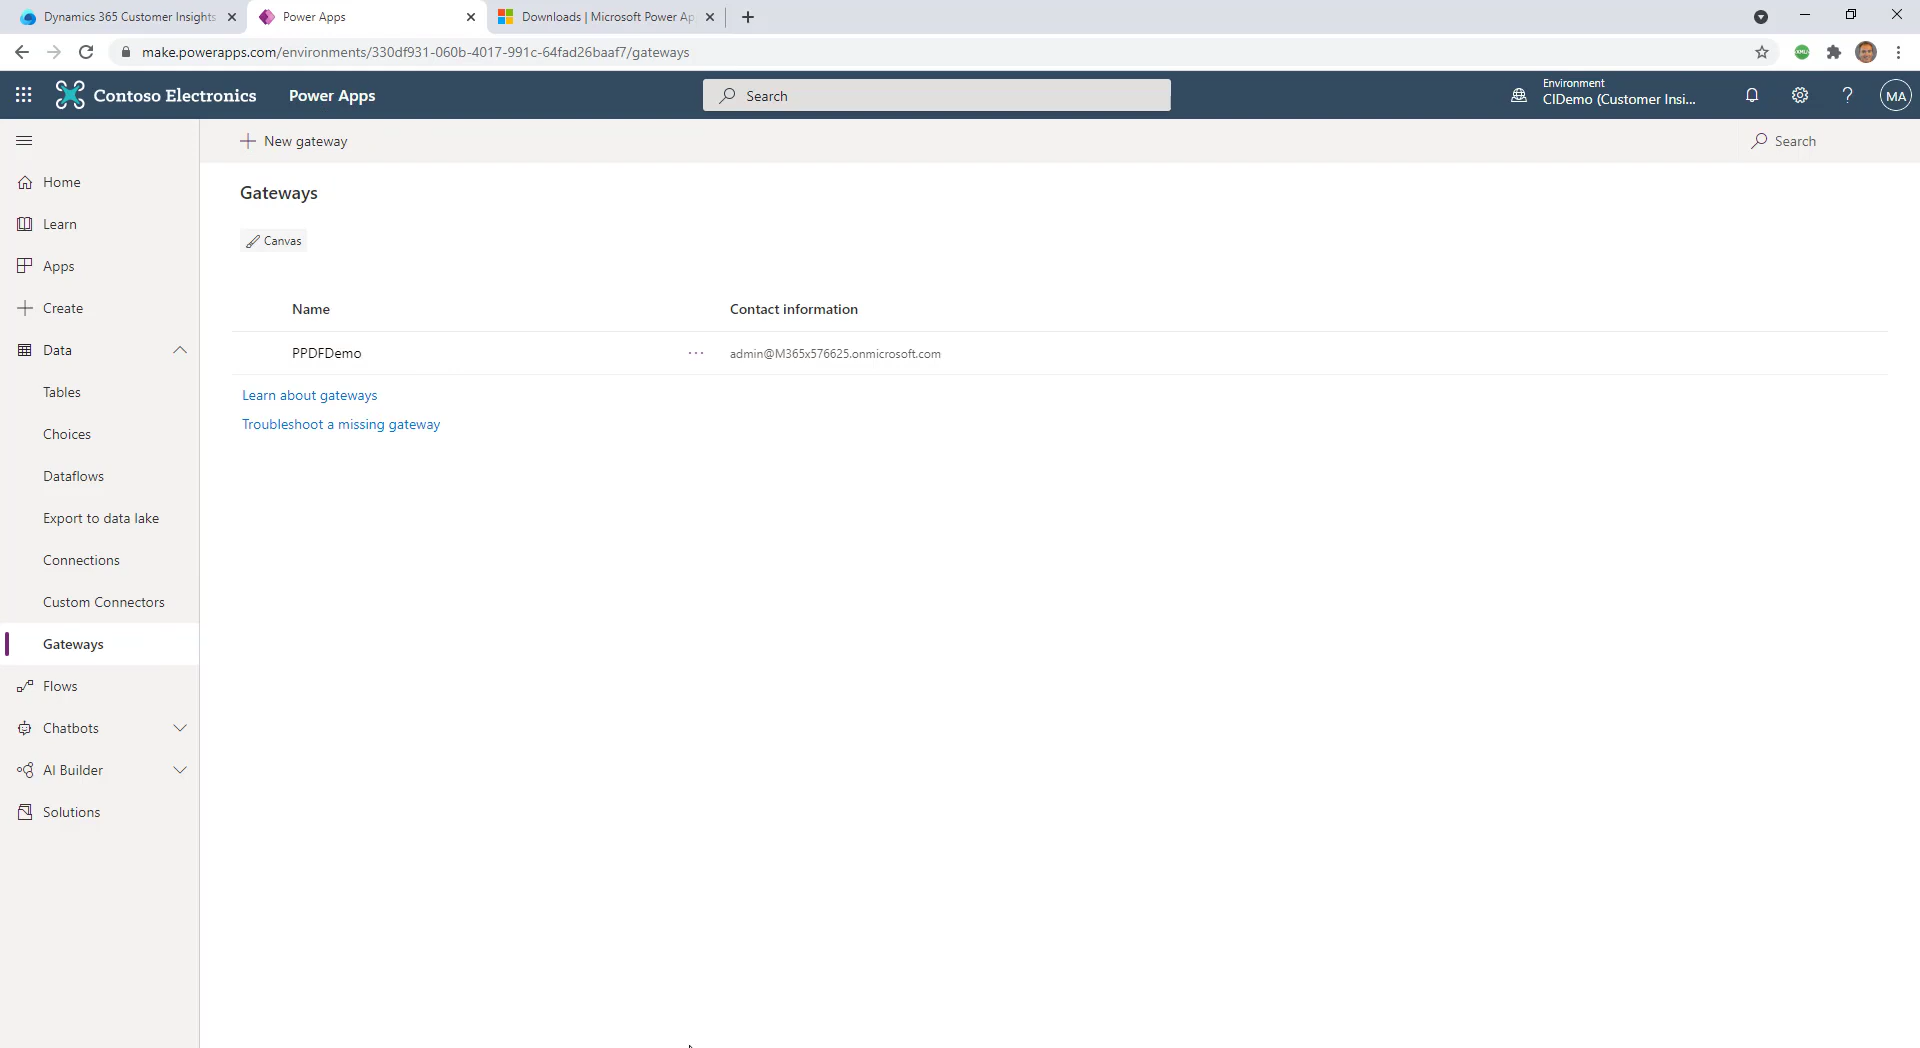 Dynamics 365 Customer Insights
Power Apps
Downloads | Microsoft Power Ap
make.powerapps.com/environments/330df931-060b-4017-991c-64fad26baaf7/gateways
Contoso Electronics
Power Apps
Search
Environment
CIDemo (Customer Insi...
?
MA
New gateway
Search
Home
Learn
Apps
Create
Data
Tables
Choices
Dataflows
Export to data lake
Connections
Custom Connectors
Gateways
Flows
Chatbots
AI Builder
Solutions
Gateways
Canvas
Name
Contact information
PPDFDemo
...
admin@M365x576625.onmicrosoft.com
Learn about gateways
Troubleshoot a missing gateway